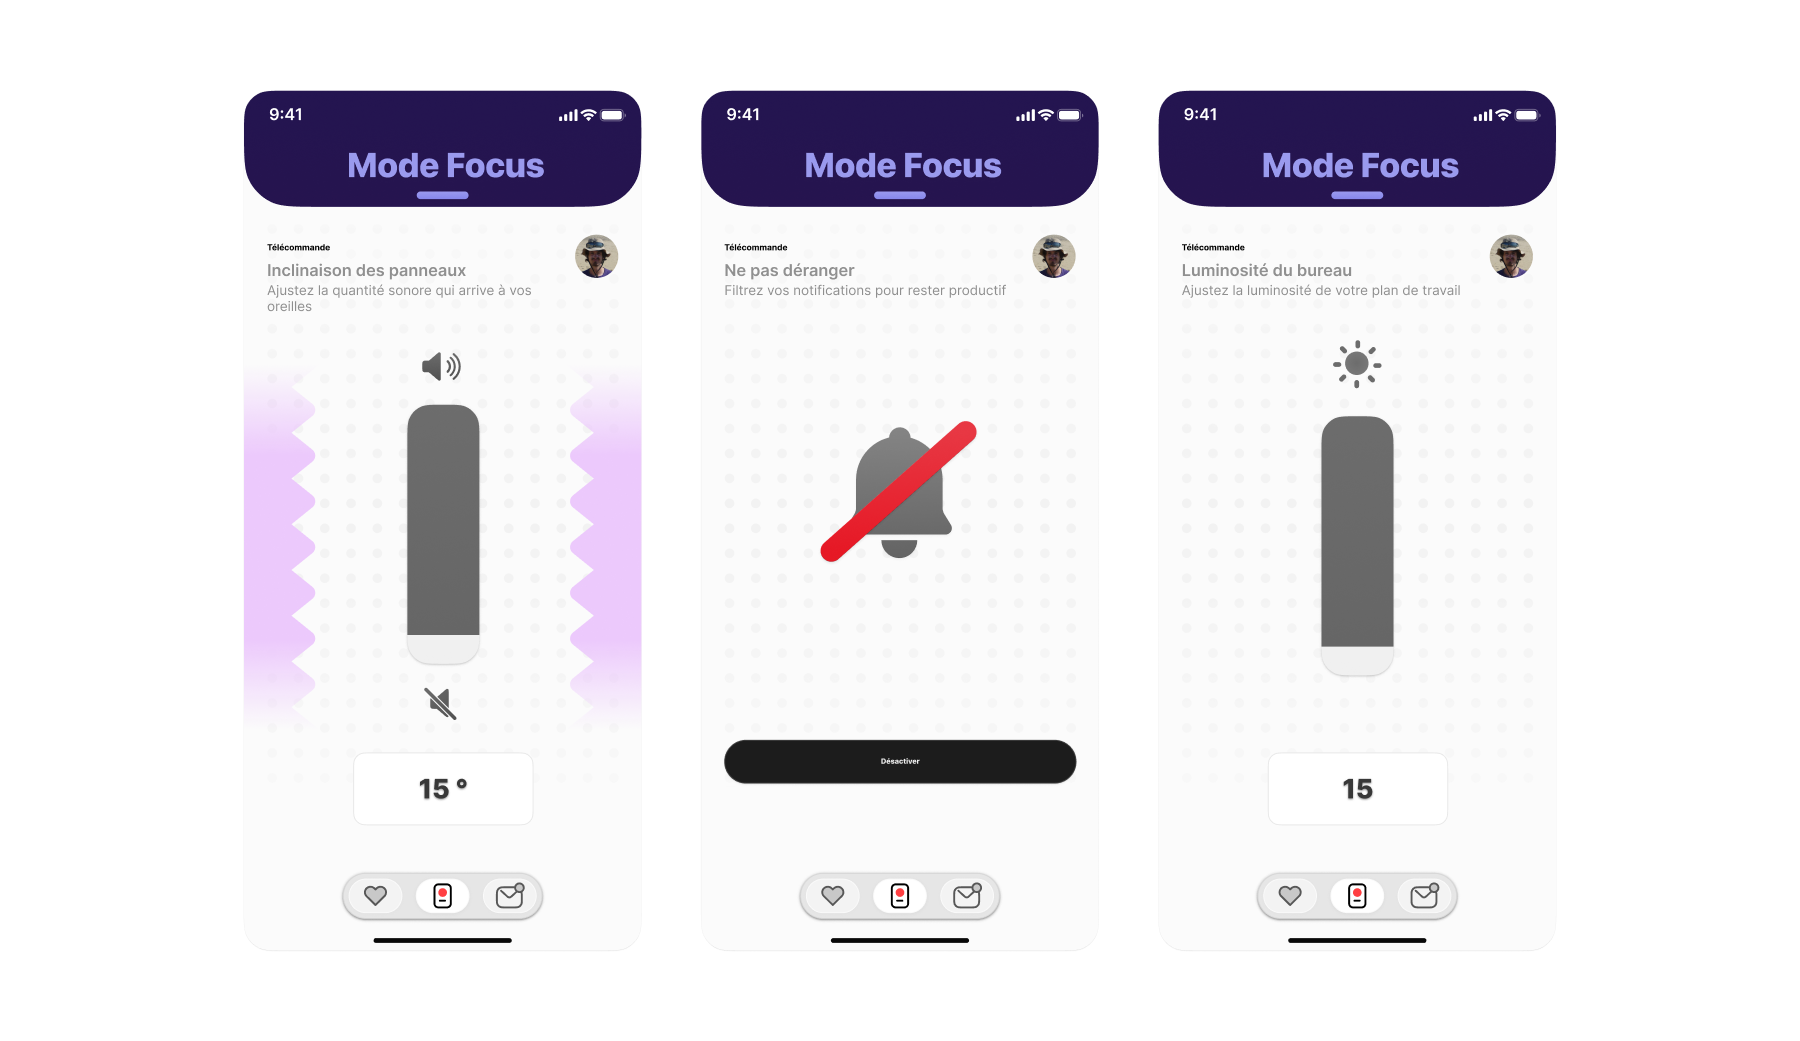 9:41
Mode Focus
Télécommande
Inclinaison des panneaux
Ajustez la quantité sonore qui arrive à vos
oreilles
15 °
9:41
Mode Focus
Télécommande
Ne pas déranger
Filtrez vos notifications pour rester productif
Désactiver
9:41
Mode Focus
Télécommande
Luminosité du bureau
Ajustez la luminosité de votre plan de travail
15